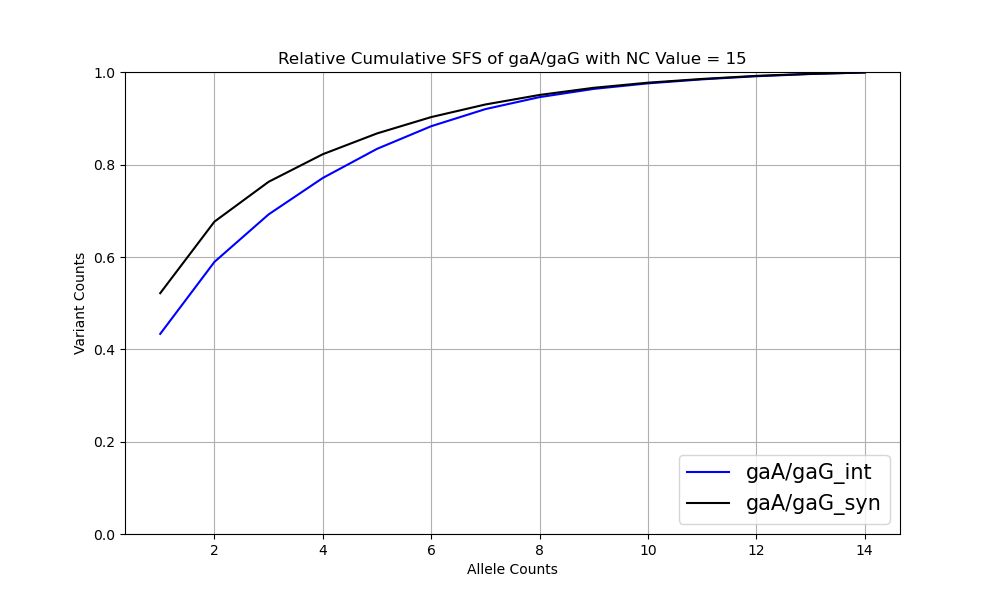 Relative Cumulative SFS of gaA/gaG with NC Value = 15
1.0
0.8
0.6
0.4
0.2
0.0
Variant Counts
2 4 6 8 10 12 14
Allele Counts
gaA/gaG_int
gaA/gaG_syn